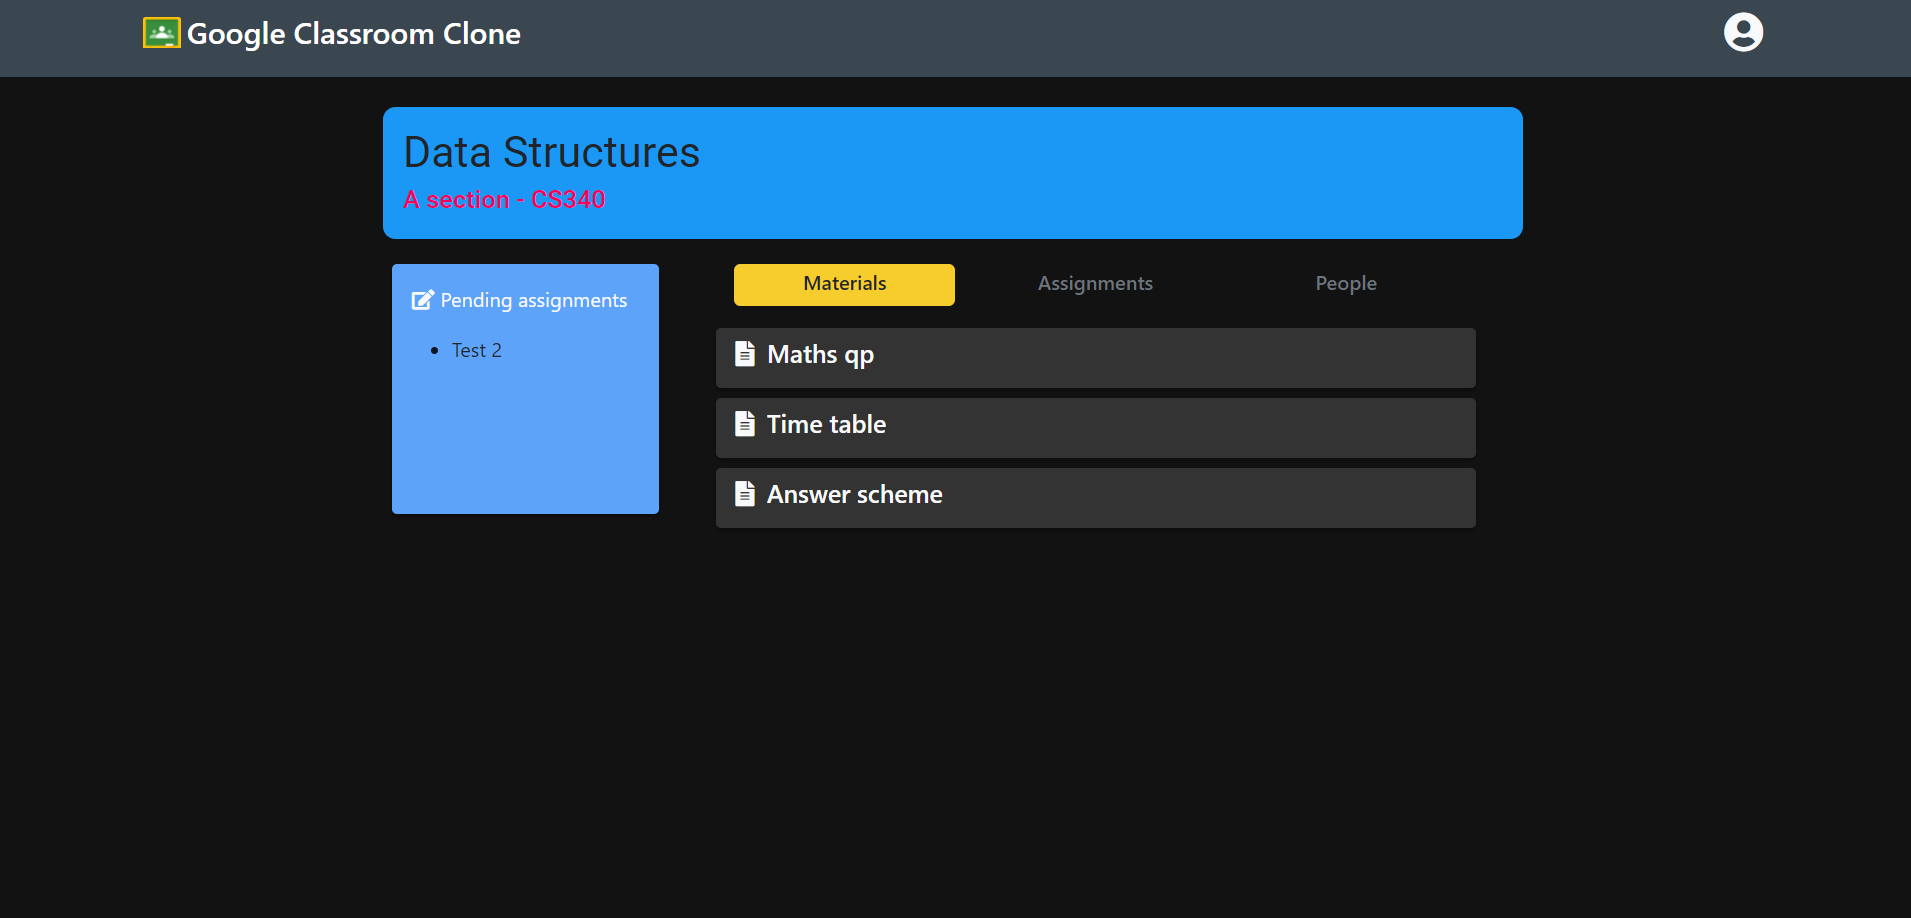 Google Classroom Clone
Data Structures
A section - CS340
Pending assignments
Test 2
Materials
Assignments
People
Maths qp
Time table
Answer scheme